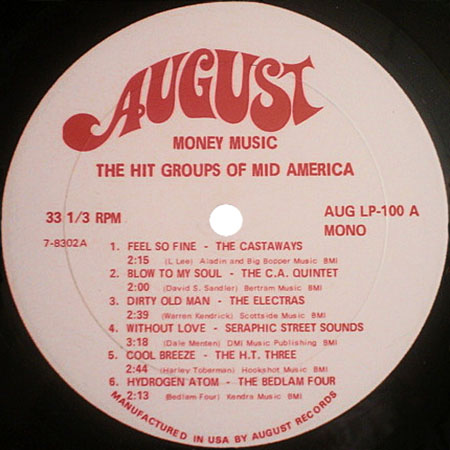 AUGUST
MONEY MUSIC
THE HIT GROUPS OF MID AMERICA
33 1/3 RPM
AUG LP-100 A
MONO
7-8302A
1. FEEL SO FINE - THE CASTAWAYS
2:15 (L Lee) Aladin and Big Bopper Music BMI
2. BLOW TO MY SOUL - THE C.A. QUINTET
2:00 (David S. Sandler) Bertram Music BMI
3. DIRTY OLD MAN - THE ELECTRAS
2:39 (Warren Kendrick) Scottside Music BMI
4. WITHOUT LOVE - SERAPHIC STREET SOUNDS
3:18 (Dale Menten) DMI Music Publishing BMI
5. COOL BREEZE - THE H.T. THREE
2:44 (Harley Toberman) Hookshot Music BMI
6. HYDROGEN ATOM - THE BEDLAM FOUR
2:13 (Bedlam Four) Kendra Music BMI
MANUFACTURED IN USA BY AUGUST RECORDS